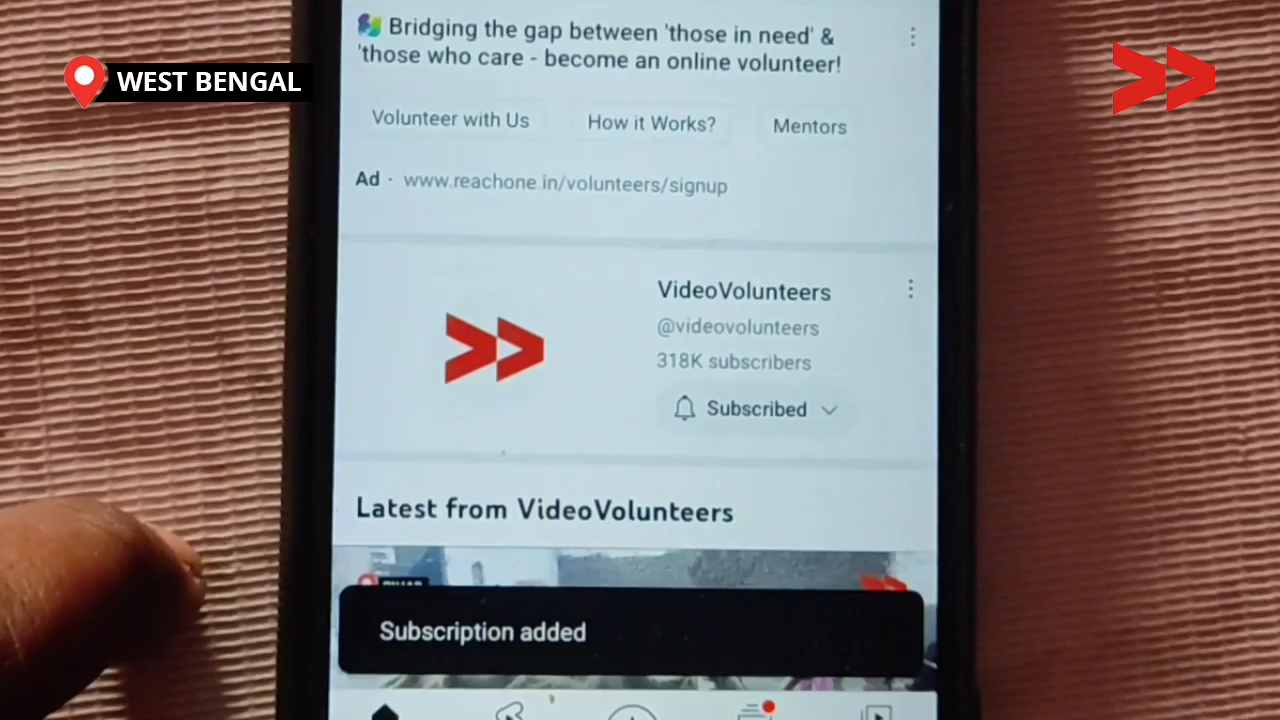 WEST BENGAL
Bridging the gap between 'those in need' &
'those who care - become an online volunteer!
Volunteer with Us
How it Works?
Mentors
Ad · www.reachone.in/volunteers/signup
VideoVolunteers
@videovolunteers
318K subscribers
Subscribed
Latest from VideoVolunteers
Subscription added